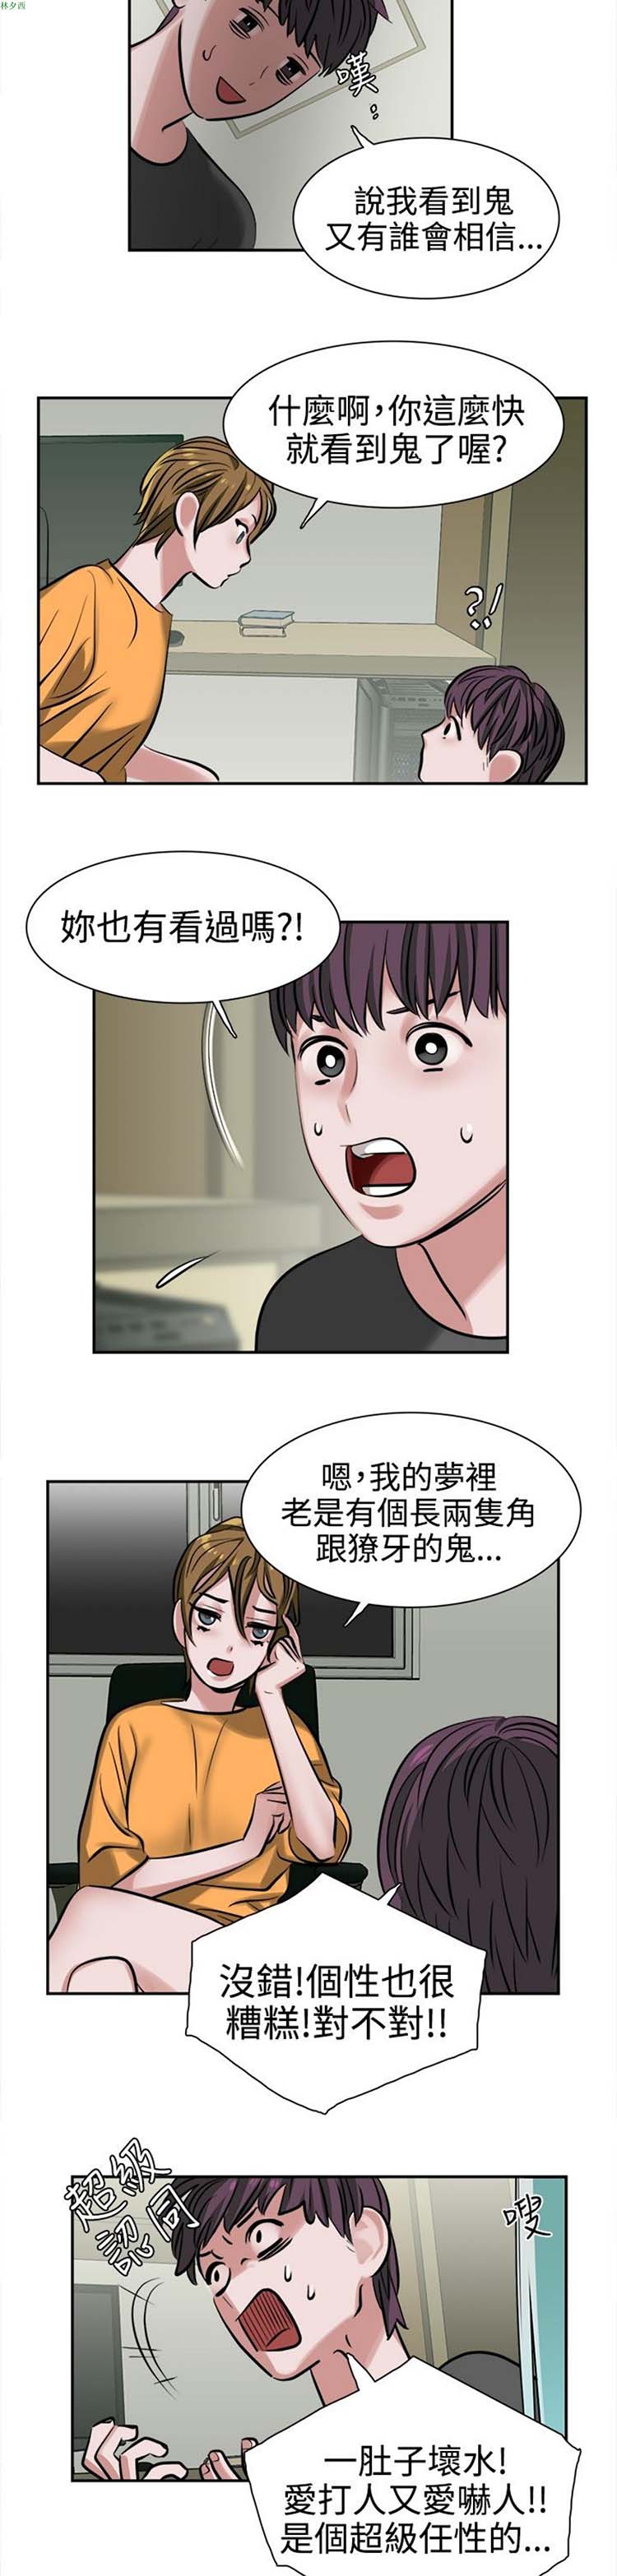 林夕西
嘆…
說我看到鬼
又有誰會相信…
什麼啊，你這麼快
就看到鬼了喔？
?!
妳也有看過嗎?!
嗯，我的夢裡
老是有個長兩隻角
跟獠牙的鬼…
沒錯！個性也很
糟糕！對不對!!
超級
認同
嗖
一肚子壞水！
愛打人又愛嚇人!!
是個超級任性的…